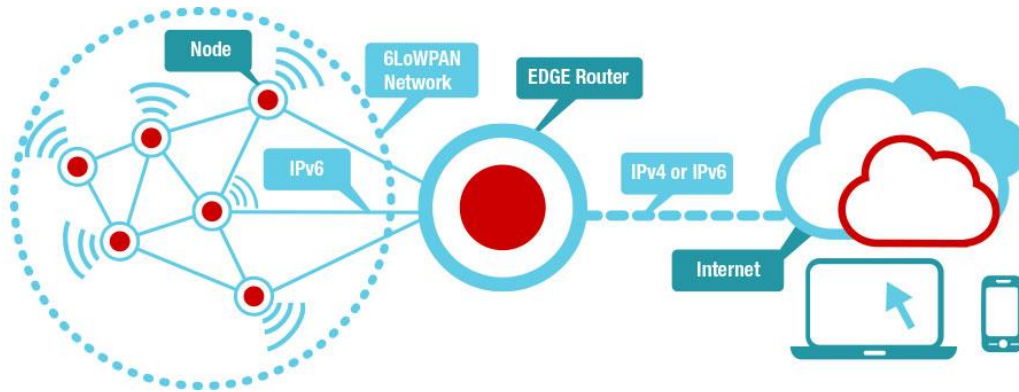 Node
6LoWPAN
Network
EDGE Router
IPv6
IPv4 or IPv6
Internet